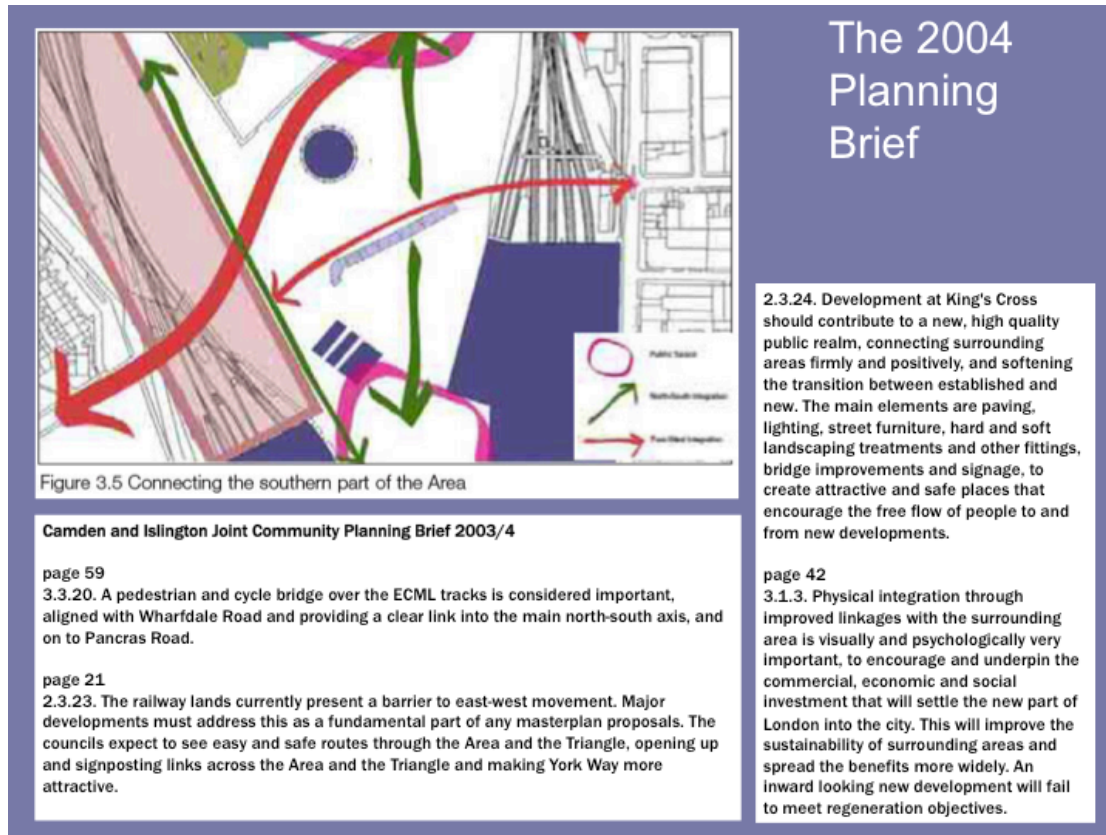 The 2004
Planning
Brief
Public Space
North-South Integration
East-West Integration
Figure 3.5 Connecting the southern part of the Area
Camden and Islington Joint Community Planning Brief 2003/4
page 59
3.3.20. A pedestrian and cycle bridge over the ECML tracks is considered important,
aligned with Wharfdale Road and providing a clear link into the main north-south axis, and
on to Pancras Road.
page 21
2.3.23. The railway lands currently present a barrier to east-west movement. Major
developments must address this as a fundamental part of any masterplan proposals. The
councils expect to see easy and safe routes through the Area and the Triangle, opening up
and signposting links across the Area and the Triangle and making York Way more
attractive.
2.3.24. Development at King's Cross
should contribute to a new, high quality
public realm, connecting surrounding
areas firmly and positively, and softening
the transition between established and
new. The main elements are paving,
lighting, street furniture, hard and soft
landscaping treatments and other fittings,
bridge improvements and signage, to
create attractive and safe places that
encourage the free flow of people to and
from new developments.
page 42
3.1.3. Physical integration through
improved linkages with the surrounding
area is visually and psychologically very
important, to encourage and underpin the
commercial, economic and social
investment that will settle the new part of
London into the city. This will improve the
sustainability of surrounding areas and
spread the benefits more widely. An
inward looking new development will fail
to meet regeneration objectives.